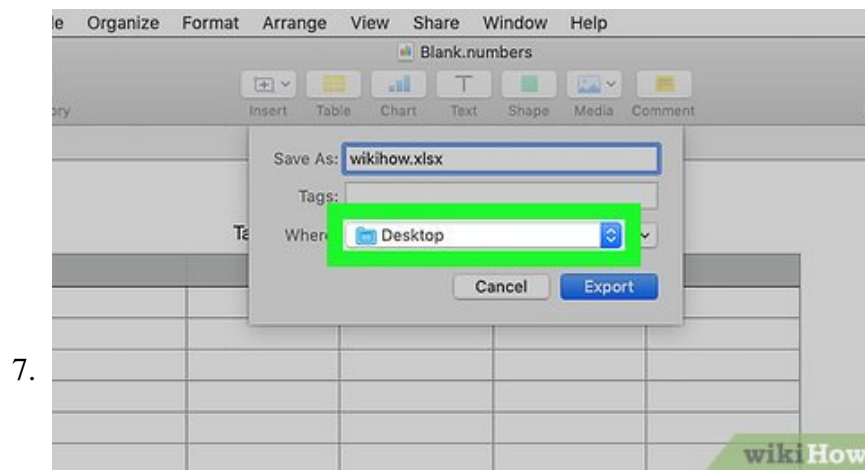 le Organize Format Arrange View Share Window Help
Blank.numbers
ory
Insert Table Chart Text Shape Media Comment
Save As: wikihow.xlsx
Tags:
Ta
Where Desktop
Cancel Export
7.
wikiHow